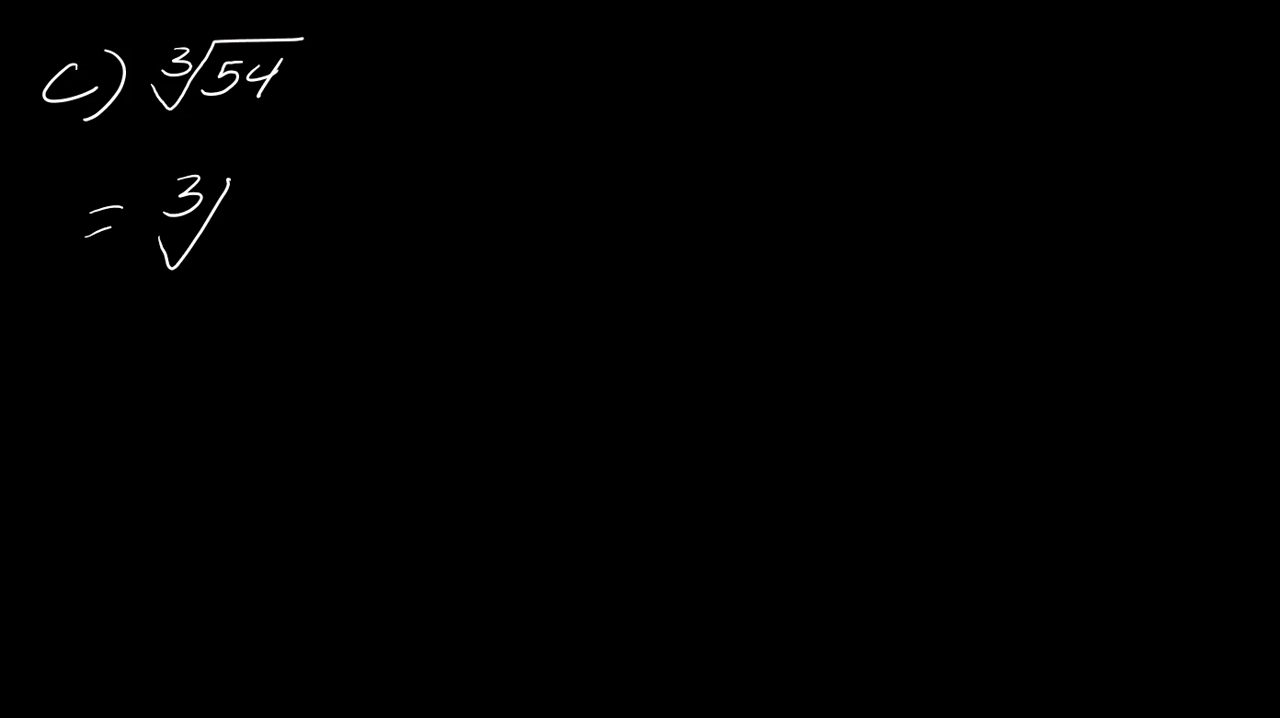 c) ∛54
= ∛